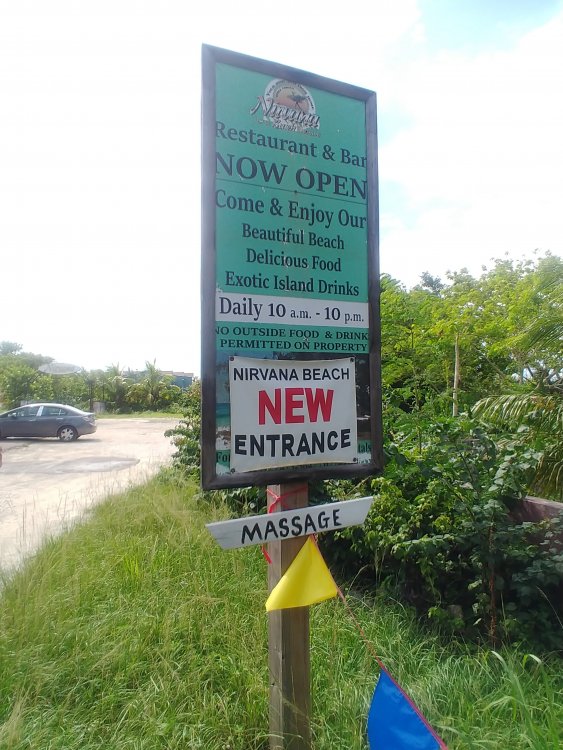 Nirvana
Restaurant & Bar
NOW OPEN
Come & Enjoy Our
Beautiful Beach
Delicious Food
Exotic Island Drinks
Daily 10 a.m. - 10 p.m.
NO OUTSIDE FOOD & DRINK
PERMITTED ON PROPERTY
NIRVANA BEACH
NEW
ENTRANCE
MASSAGE